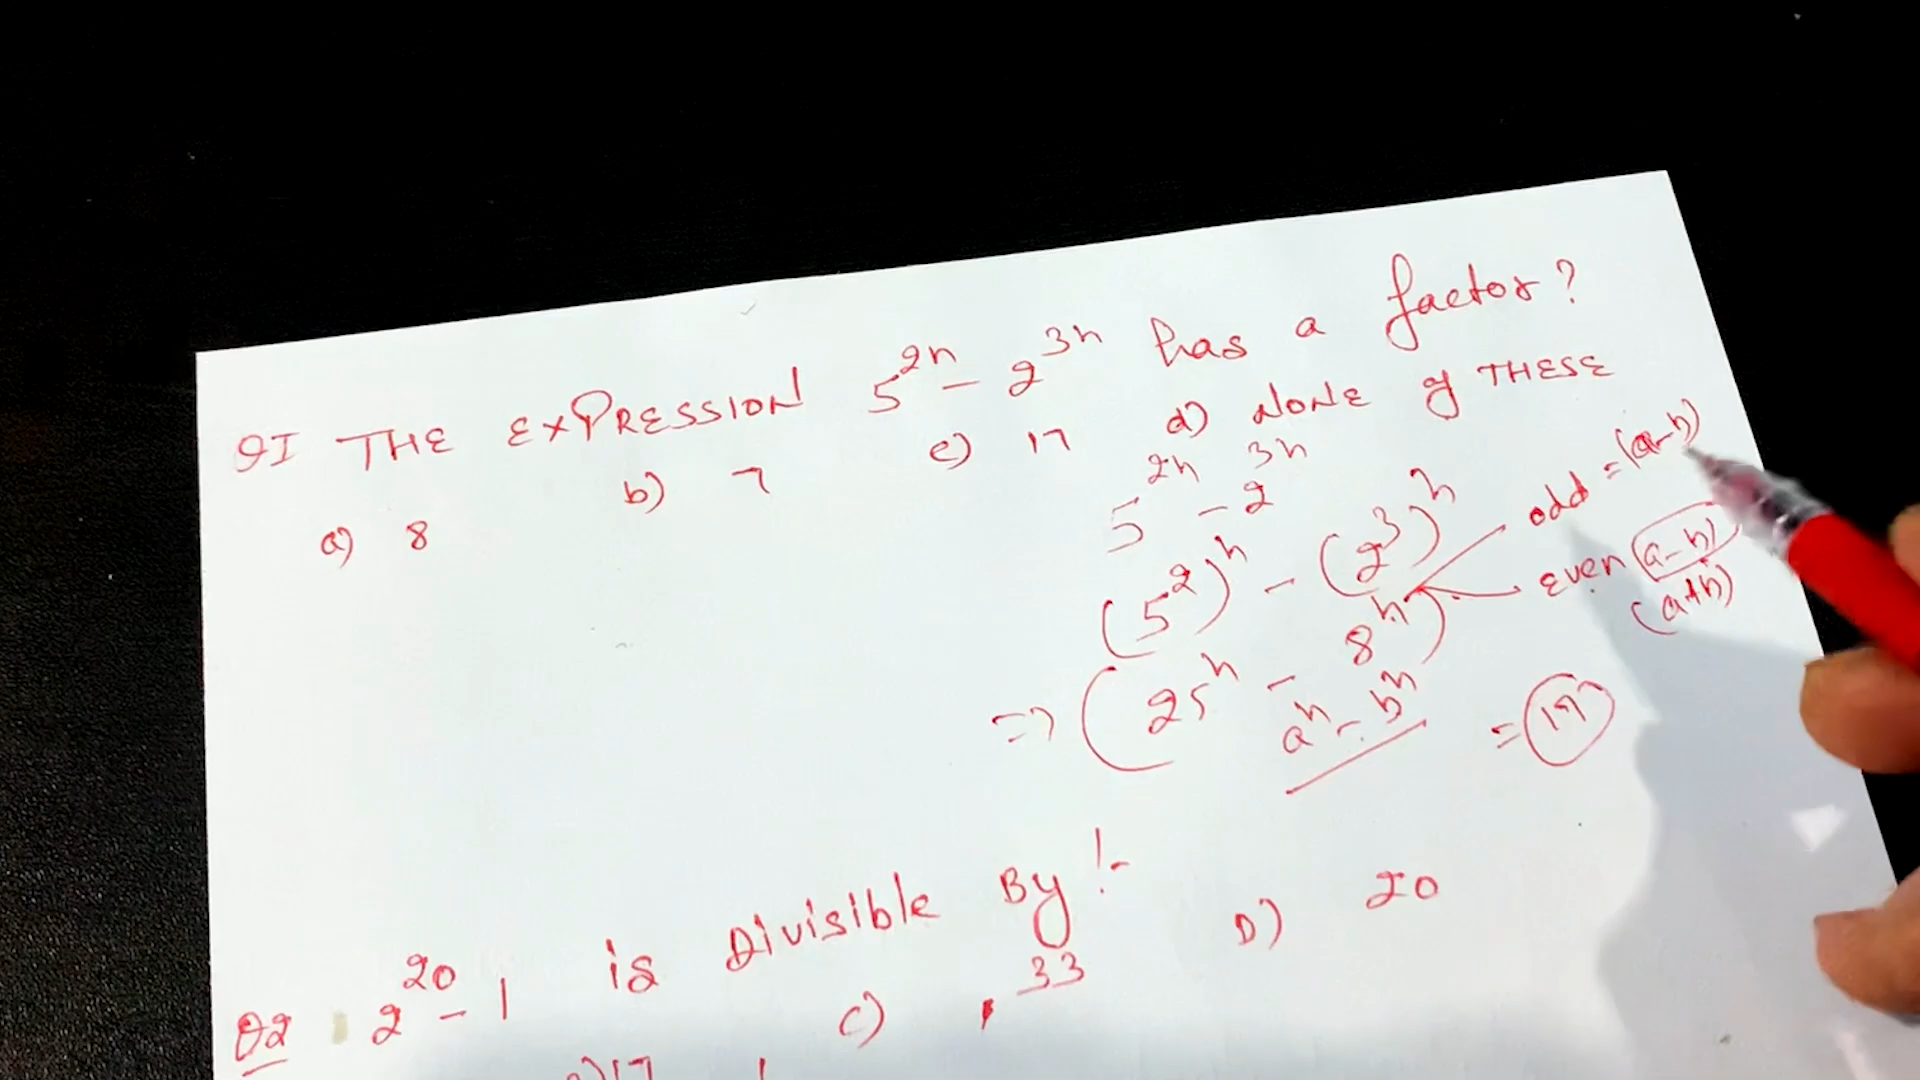 Q1 THE EXPRESSION 5^2n - 2^3n has a factor?
a) 8 b) 7 c) 17 d) NONE of THESE
5^2n - 2^3n
(5^2)^n - (2^3)^n odd = (a-b)
=> (25^n - 8^n) even (a-b)
(a+b)
a^n - b^n = 17
Q2 2^20 - 1 is Divisible By :-
C) 33 D) 20